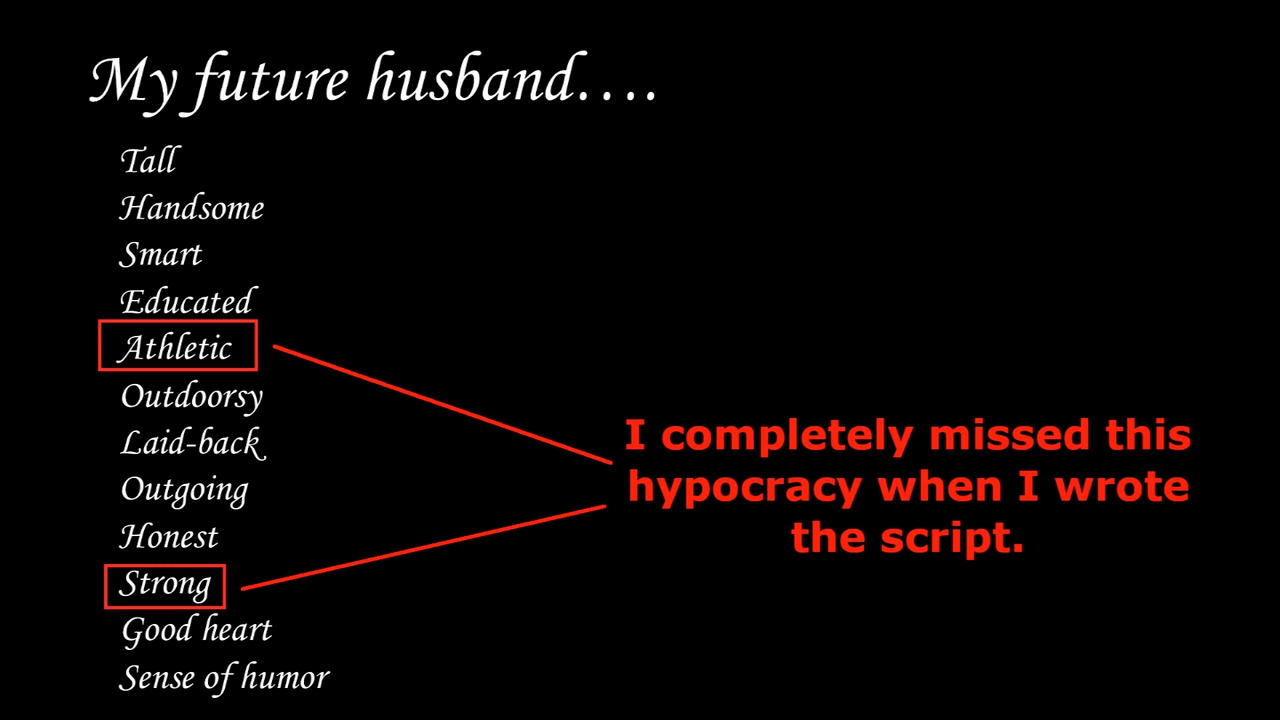 My future husband....
Tall
Handsome
Smart
Educated
Athletic
Outdoorsy
Laid-back
Outgoing
Honest
Strong
Good heart
Sense of humor
I completely missed this
hypocracy when I wrote
the script.